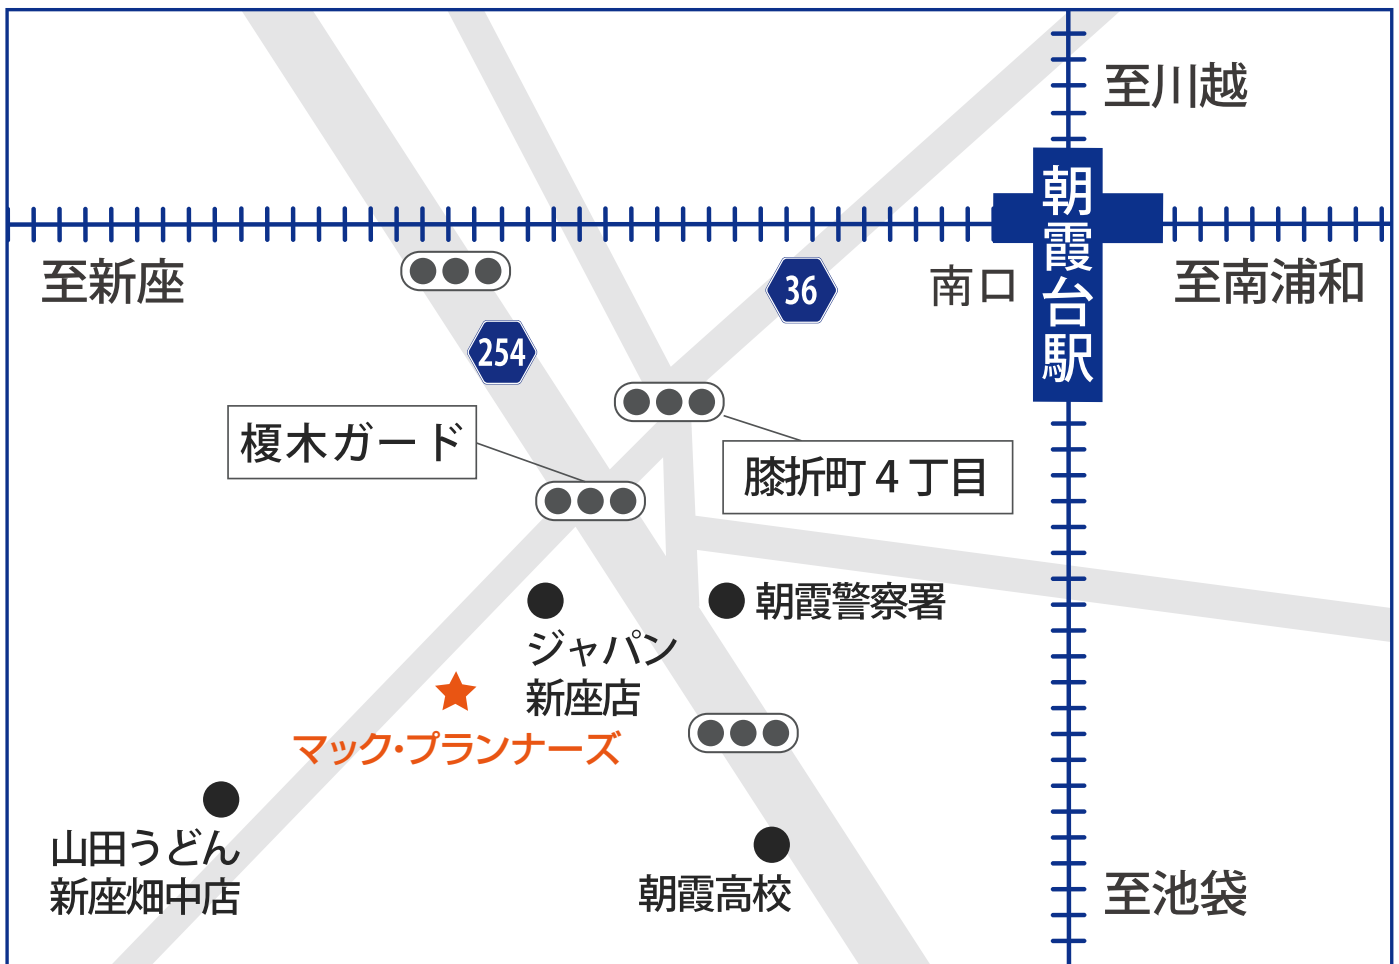 至川越
朝霞台駅
至新座
36
南口
至南浦和
254
榎木ガード
膝折町4丁目
朝霞警察署
ジャパン
新座店
マック・プランナーズ
山田うどん
新座畑中店
朝霞高校
至池袋